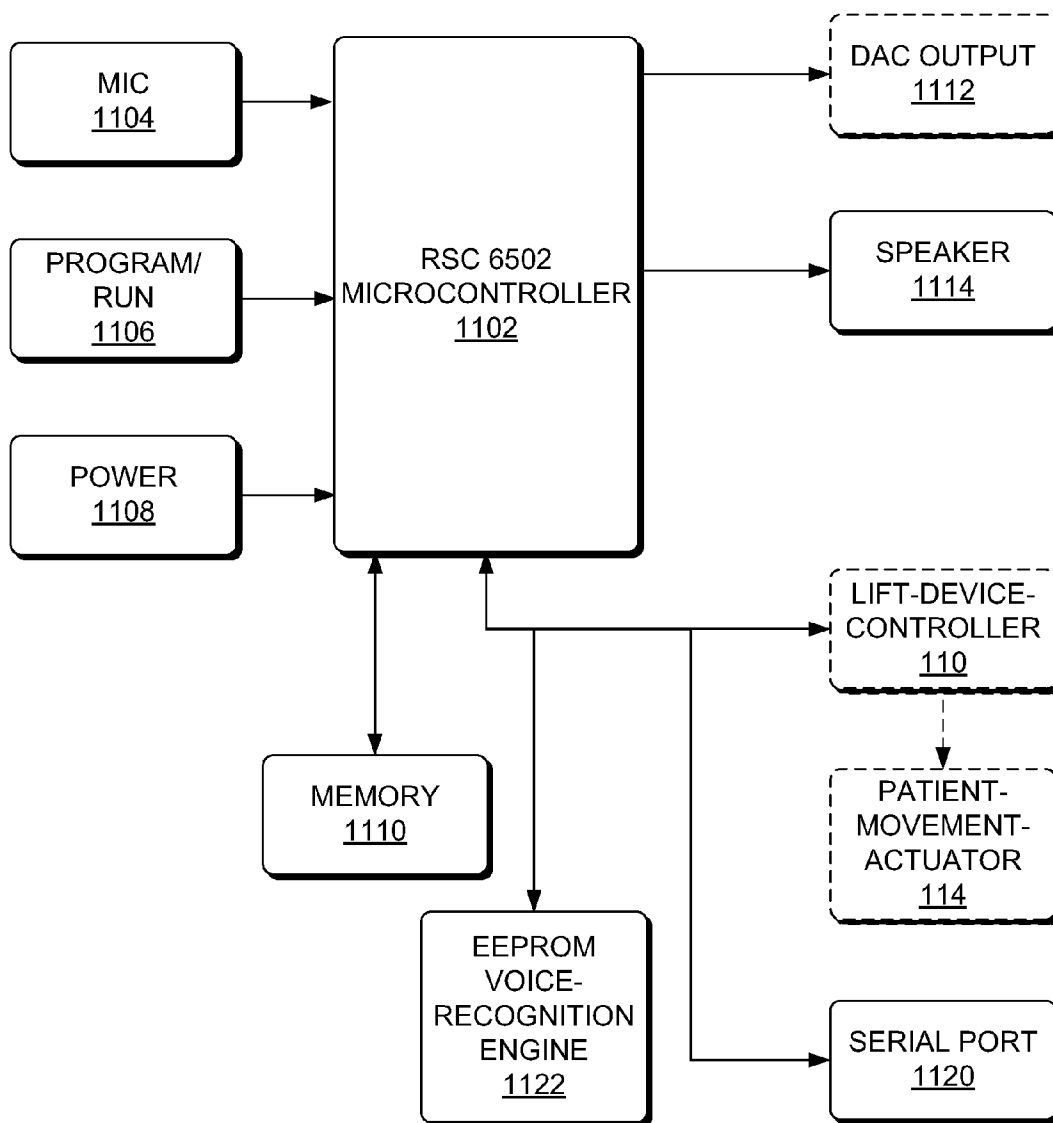 MIC
1104
PROGRAM/
RUN
1106
POWER
1108
RSC 6502
MICROCONTROLLER
1102
DAC OUTPUT
1112
SPEAKER
1114
LIFT-DEVICE-
CONTROLLER
110
PATIENT-
MOVEMENT-
ACTUATOR
114
MEMORY
1110
EEPROM
VOICE-
RECOGNITION
ENGINE
1122
SERIAL PORT
1120